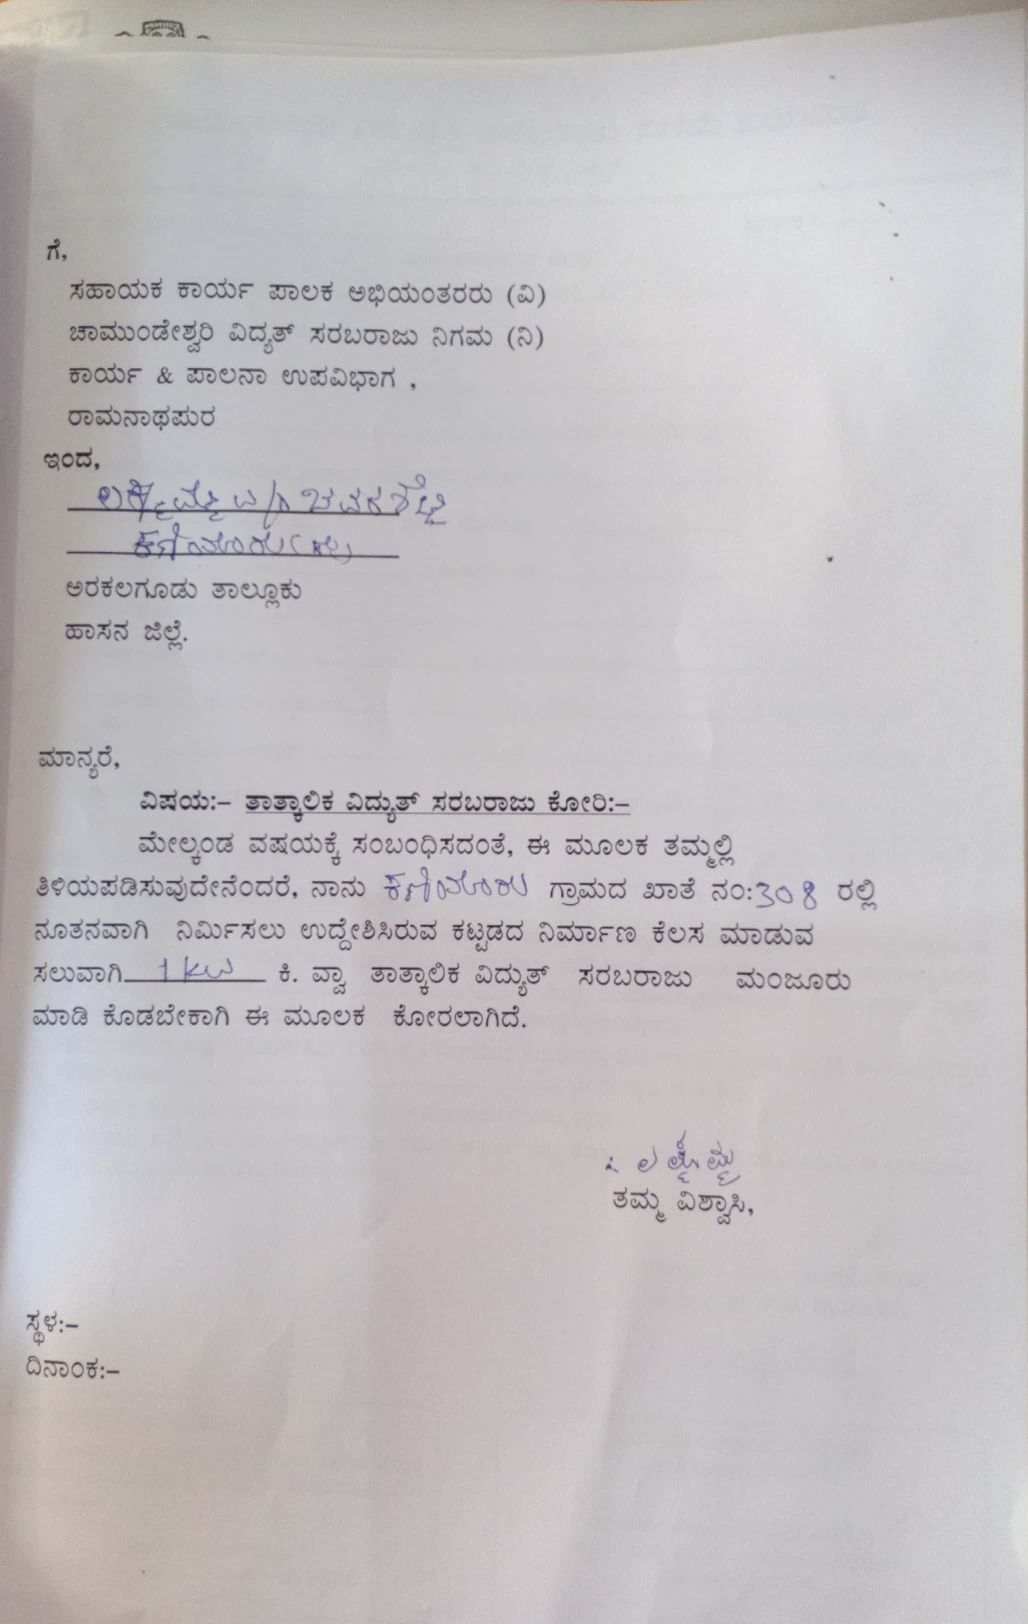 ಗೆ,
ಸಹಾಯಕ ಕಾರ್ಯ ಪಾಲಕ ಅಭಿಯಂತರರು (ವಿ)
ಚಾಮುಂಡೇಶ್ವರಿ ವಿದ್ಯತ್ ಸರಬರಾಜು ನಿಗಮ (ನಿ)
ಕಾರ್ಯ & ಪಾಲನಾ ಉಪವಿಭಾಗ ,
ರಾಮನಾಥಪುರ
ಇಂದ,
ಅರಕಲಗೂಡು ತಾಲ್ಲೂಕು
ಹಾಸನ ಜಿಲ್ಲೆ.
ಮಾನ್ಯರೆ,
ವಿಷಯ:– ತಾತ್ಕಾಲಿಕ ವಿದ್ಯುತ್ ಸರಬರಾಜು ಕೋರಿ:–
ಮೇಲ್ಕಂಡ ವಷಯಕ್ಕೆ ಸಂಬಂಧಿಸದಂತೆ, ಈ ಮೂಲಕ ತಮ್ಮಲ್ಲಿ
ತಿಳಿಯಪಡಿಸುವುದೇನೆಂದರೆ, ನಾನು ಗ್ರಾಮದ ಖಾತೆ ನಂ:308 ರಲ್ಲಿ
ನೂತನವಾಗಿ ನಿರ್ಮಿಸಲು ಉದ್ದೇಶಿಸಿರುವ ಕಟ್ಟಡದ ನಿರ್ಮಾಣ ಕೆಲಸ ಮಾಡುವ
ಸಲುವಾಗಿ 1 KW ಕಿ. ವ್ವಾ ತಾತ್ಕಾಲಿಕ ವಿದ್ಯುತ್ ಸರಬರಾಜು ಮಂಜೂರು
ಮಾಡಿ ಕೊಡಬೇಕಾಗಿ ಈ ಮೂಲಕ ಕೋರಲಾಗಿದೆ.
ತಮ್ಮ ವಿಶ್ವಾಸಿ,
ಸ್ಥಳ:–
ದಿನಾಂಕ:–